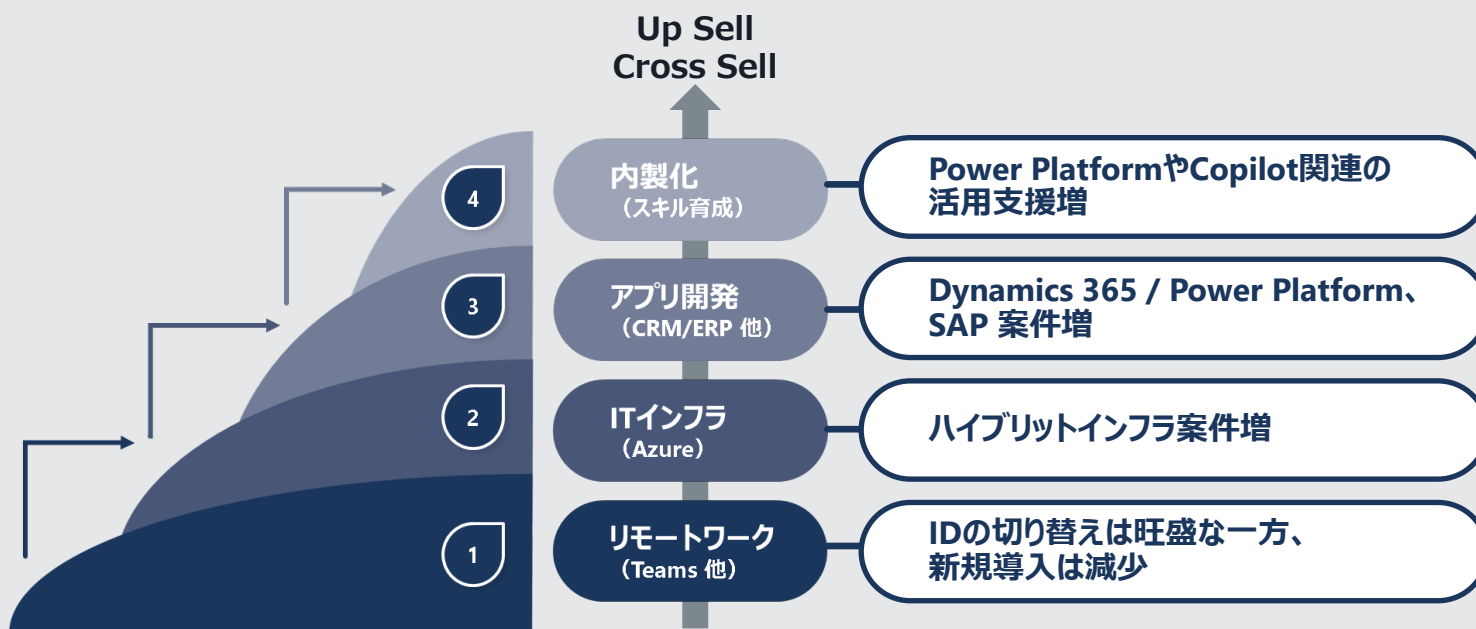 Up Sell
Cross Sell
4
内製化
（スキル育成）
Power PlatformやCopilot関連の
活用支援増
3
アプリ開発
（CRM/ERP 他）
Dynamics 365 / Power Platform、
SAP 案件増
2
ITインフラ
（Azure）
ハイブリットインフラ案件増
1
リモートワーク
（Teams 他）
IDの切り替えは旺盛な一方、
新規導入は減少